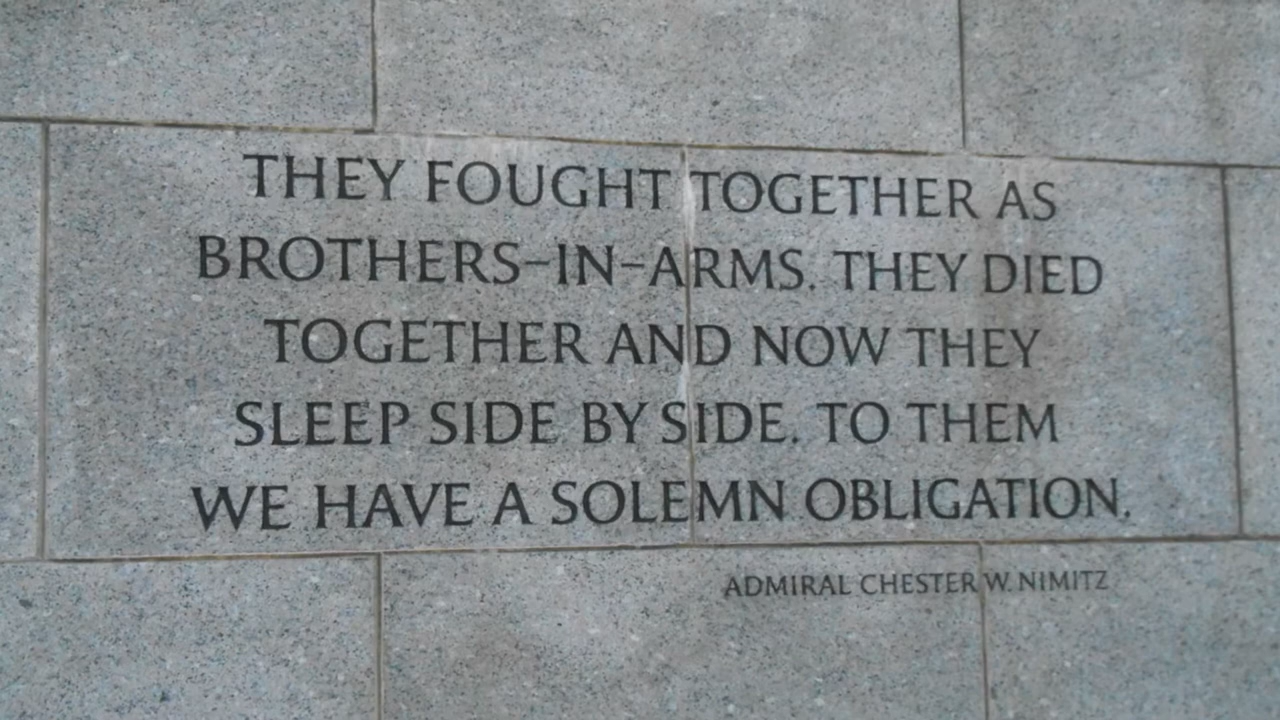 THEY FOUGHT TOGETHER AS
BROTHERS-IN-ARMS. THEY DIED
TOGETHER AND NOW THEY
SLEEP SIDE BY SIDE. TO THEM
WE HAVE A SOLEMN OBLIGATION.
ADMIRAL CHESTER W. NIMITZ